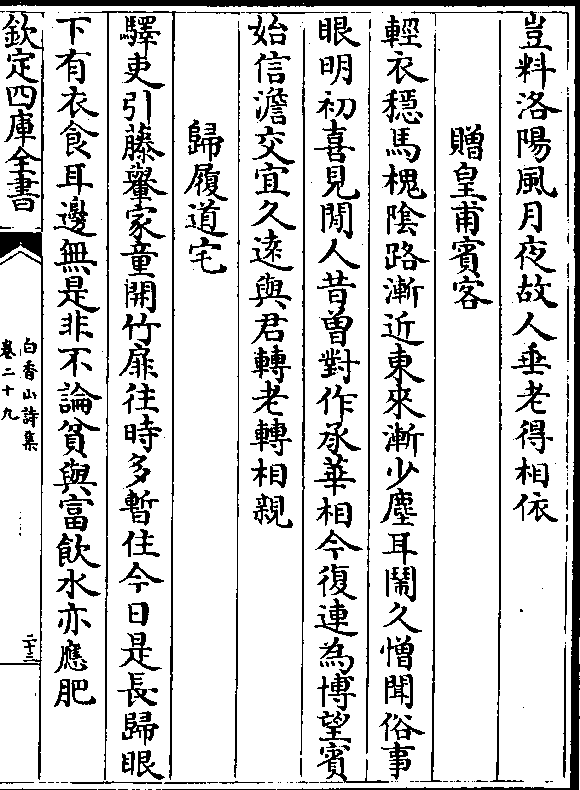 豈料洛陽風月夜故人垂老得相依
贈皇甫賓客
輕衣穩馬槐陰路漸近東來漸少塵耳鬧久憎聞俗事
眼明初喜見閒人昔曾對作承華相今復連為博望賓
始信澹交宜久遠與君轉老轉相親
歸履道宅
驛吏引藤輿家童開竹扉往時多暫住今日是長歸眼
下有衣食耳邊無是非不論貧與富飲水亦應肥
欽定四庫全書
白香山詩集
卷二十九
二十三